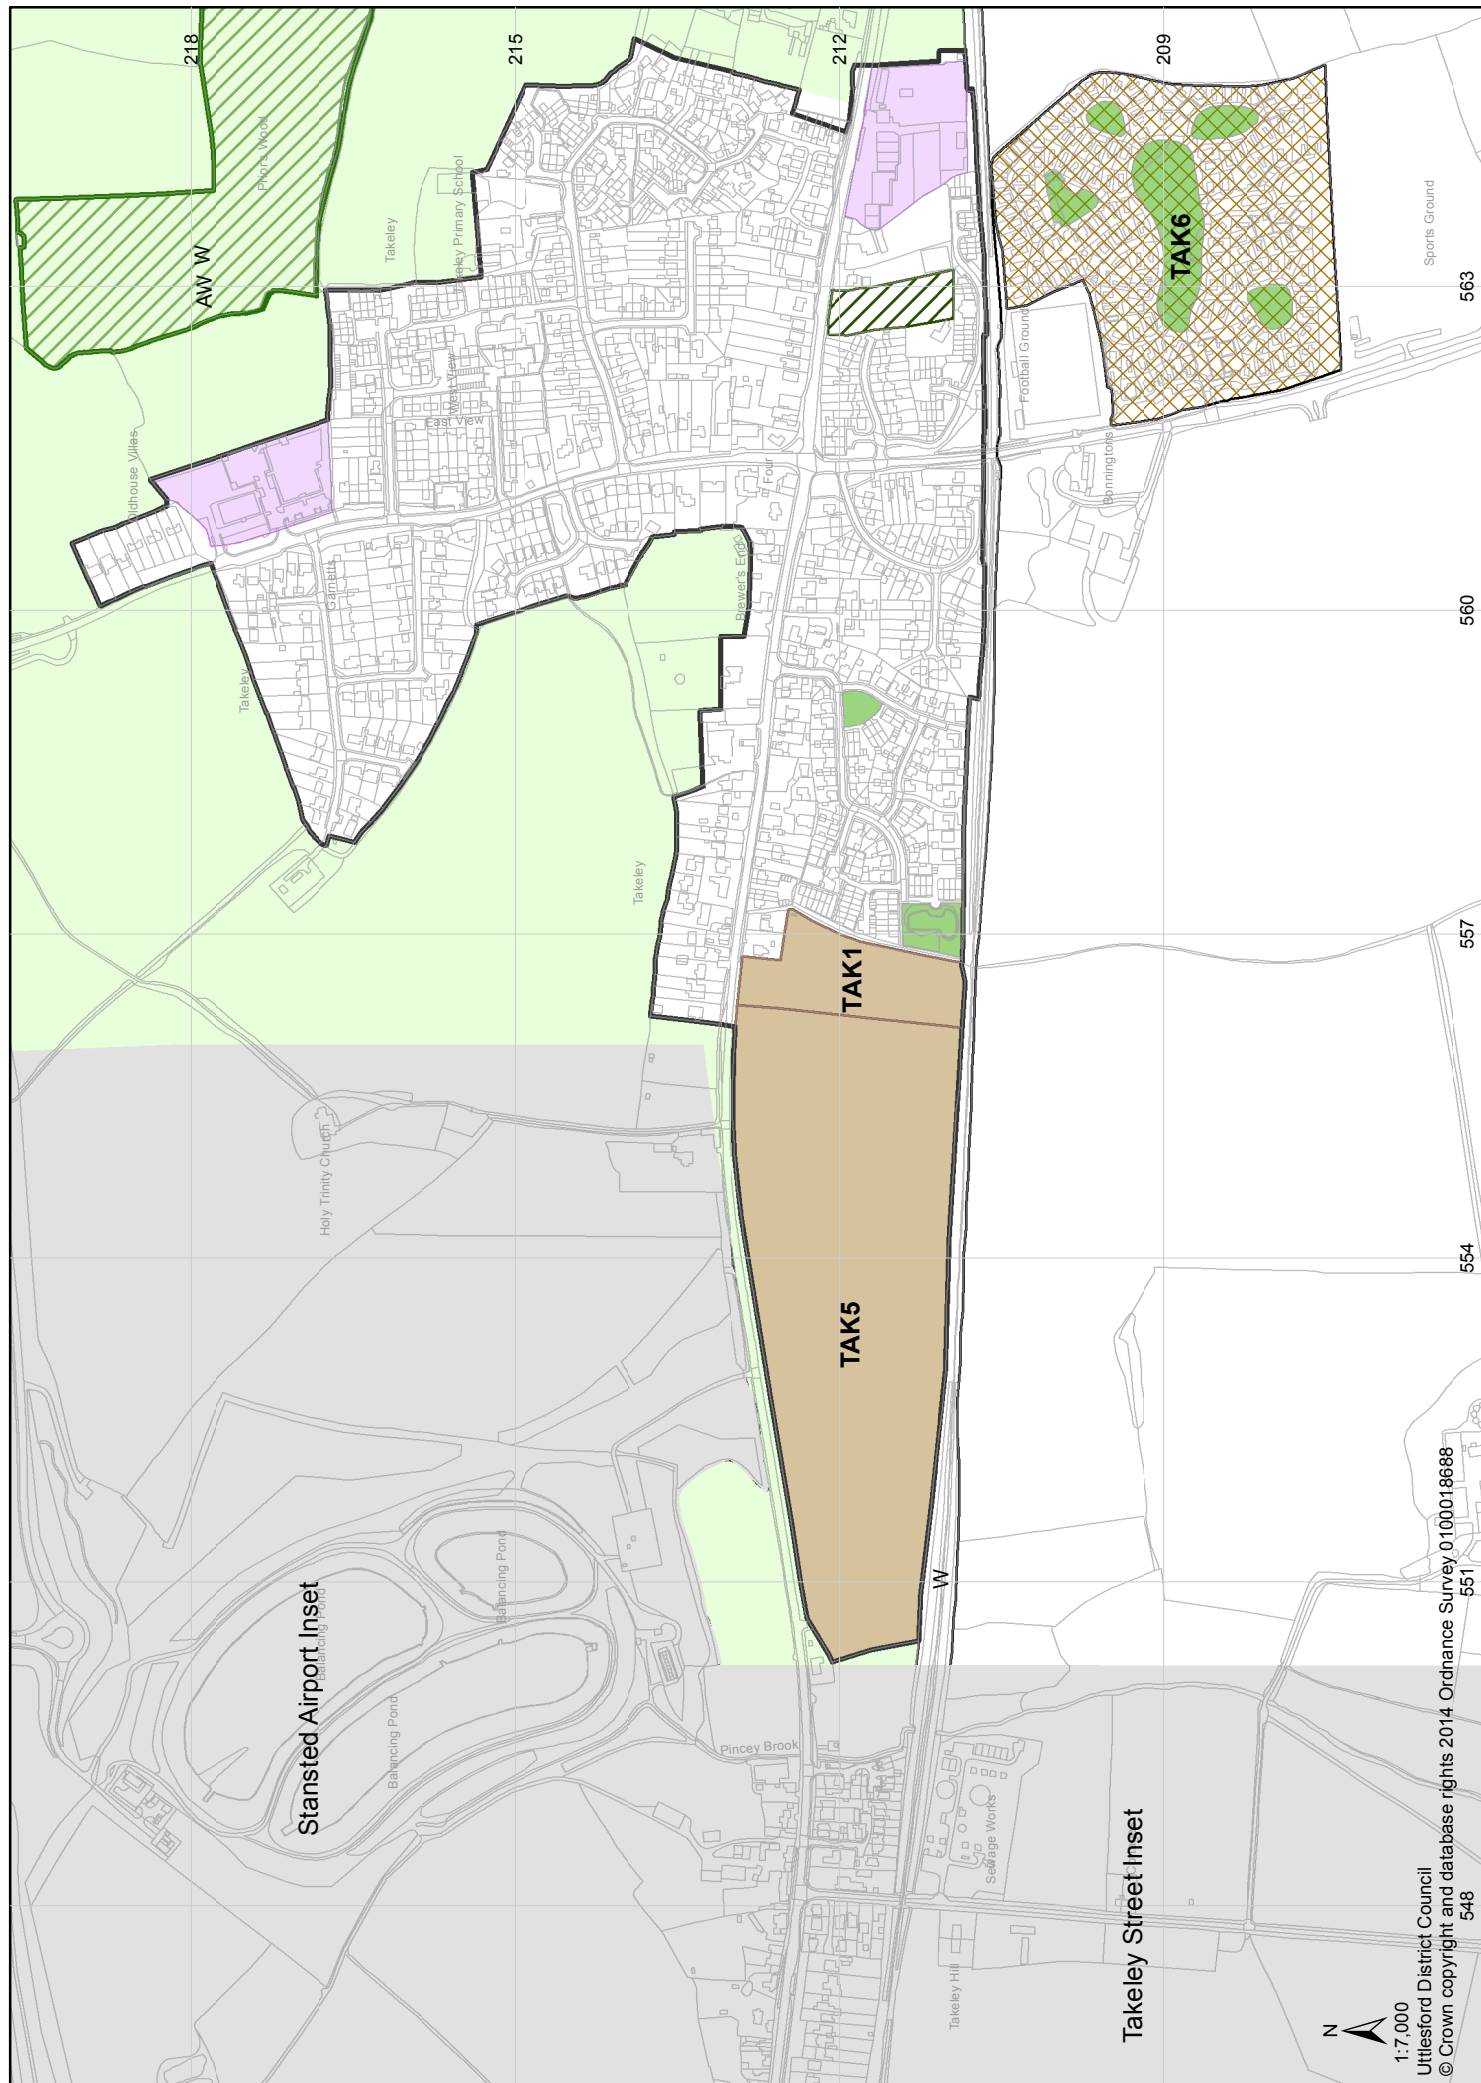 Oldhouse Villas
218
AW W
Takeley
Priors Wood
Stansted Airport Inset
Balancing Pond
Holy Trinity Church
Garnetts
Balancing Pond
Takeley
East View
West View
Takeley Primary School
Balancing Pond
215
Takeley
Brewer's End
Pincey Brook
Four
212
TAK5
TAK1
W
Takeley Hill
Sewage Works
Football Ground
Bonningtons
Takeley Street Inset
209
TAK6
N
Sports Ground
1:7,000
Uttlesford District Council
© Crown copyright and database rights 2014 Ordnance Survey 0100018688
548
551
554
557
560
563